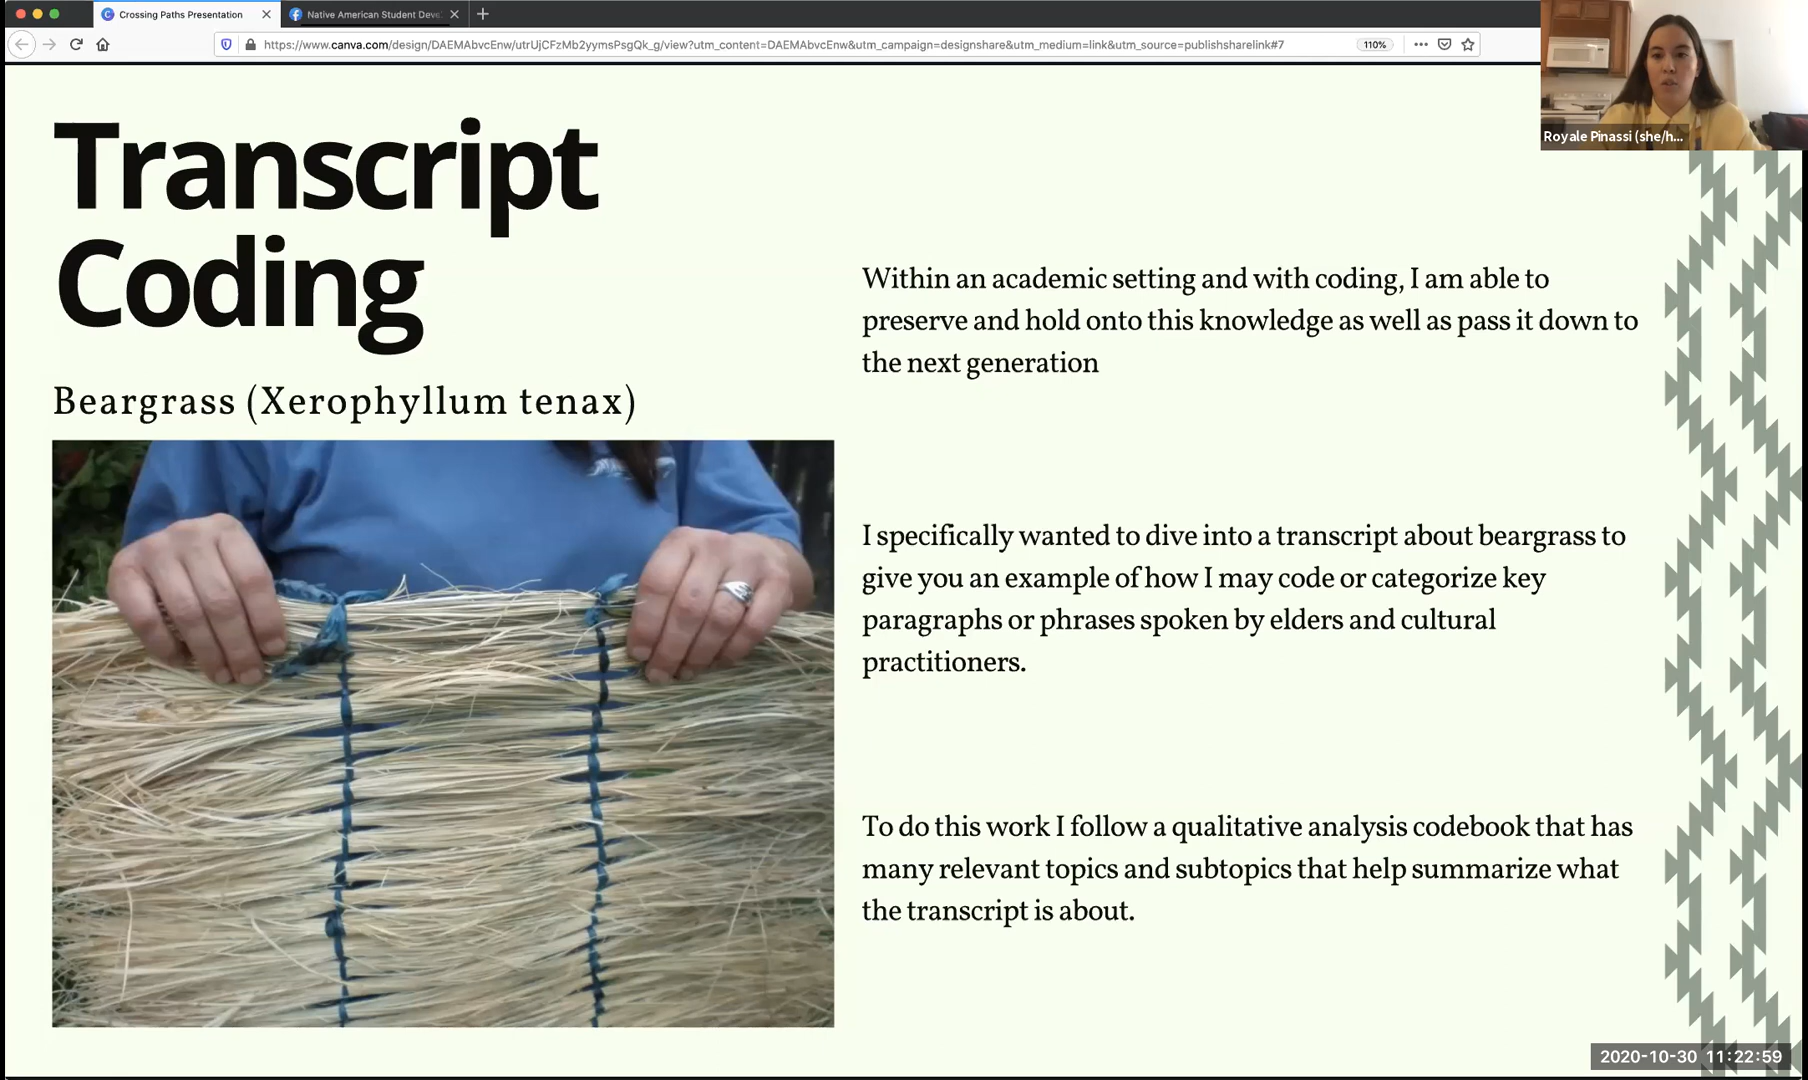 Crossing Paths Presentation
Native American Student Deve
https://www.canva.com/design/DAEMAbvcEnw/utrUjCFzMb2yymsPsgQk_g/view?utm_content=DAEMAbvcEnw&utm_campaign=designshare&utm_medium=link&utm_source=publishsharelink#7
110%
Royale Pinassi (she/h...
Transcript
Coding
Beargrass (Xerophyllum tenax)
Within an academic setting and with coding, I am able to
preserve and hold onto this knowledge as well as pass it down to
the next generation
I specifically wanted to dive into a transcript about beargrass to
give you an example of how I may code or categorize key
paragraphs or phrases spoken by elders and cultural
practitioners.
To do this work I follow a qualitative analysis codebook that has
many relevant topics and subtopics that help summarize what
the transcript is about.
2020-10-30 11:22:59